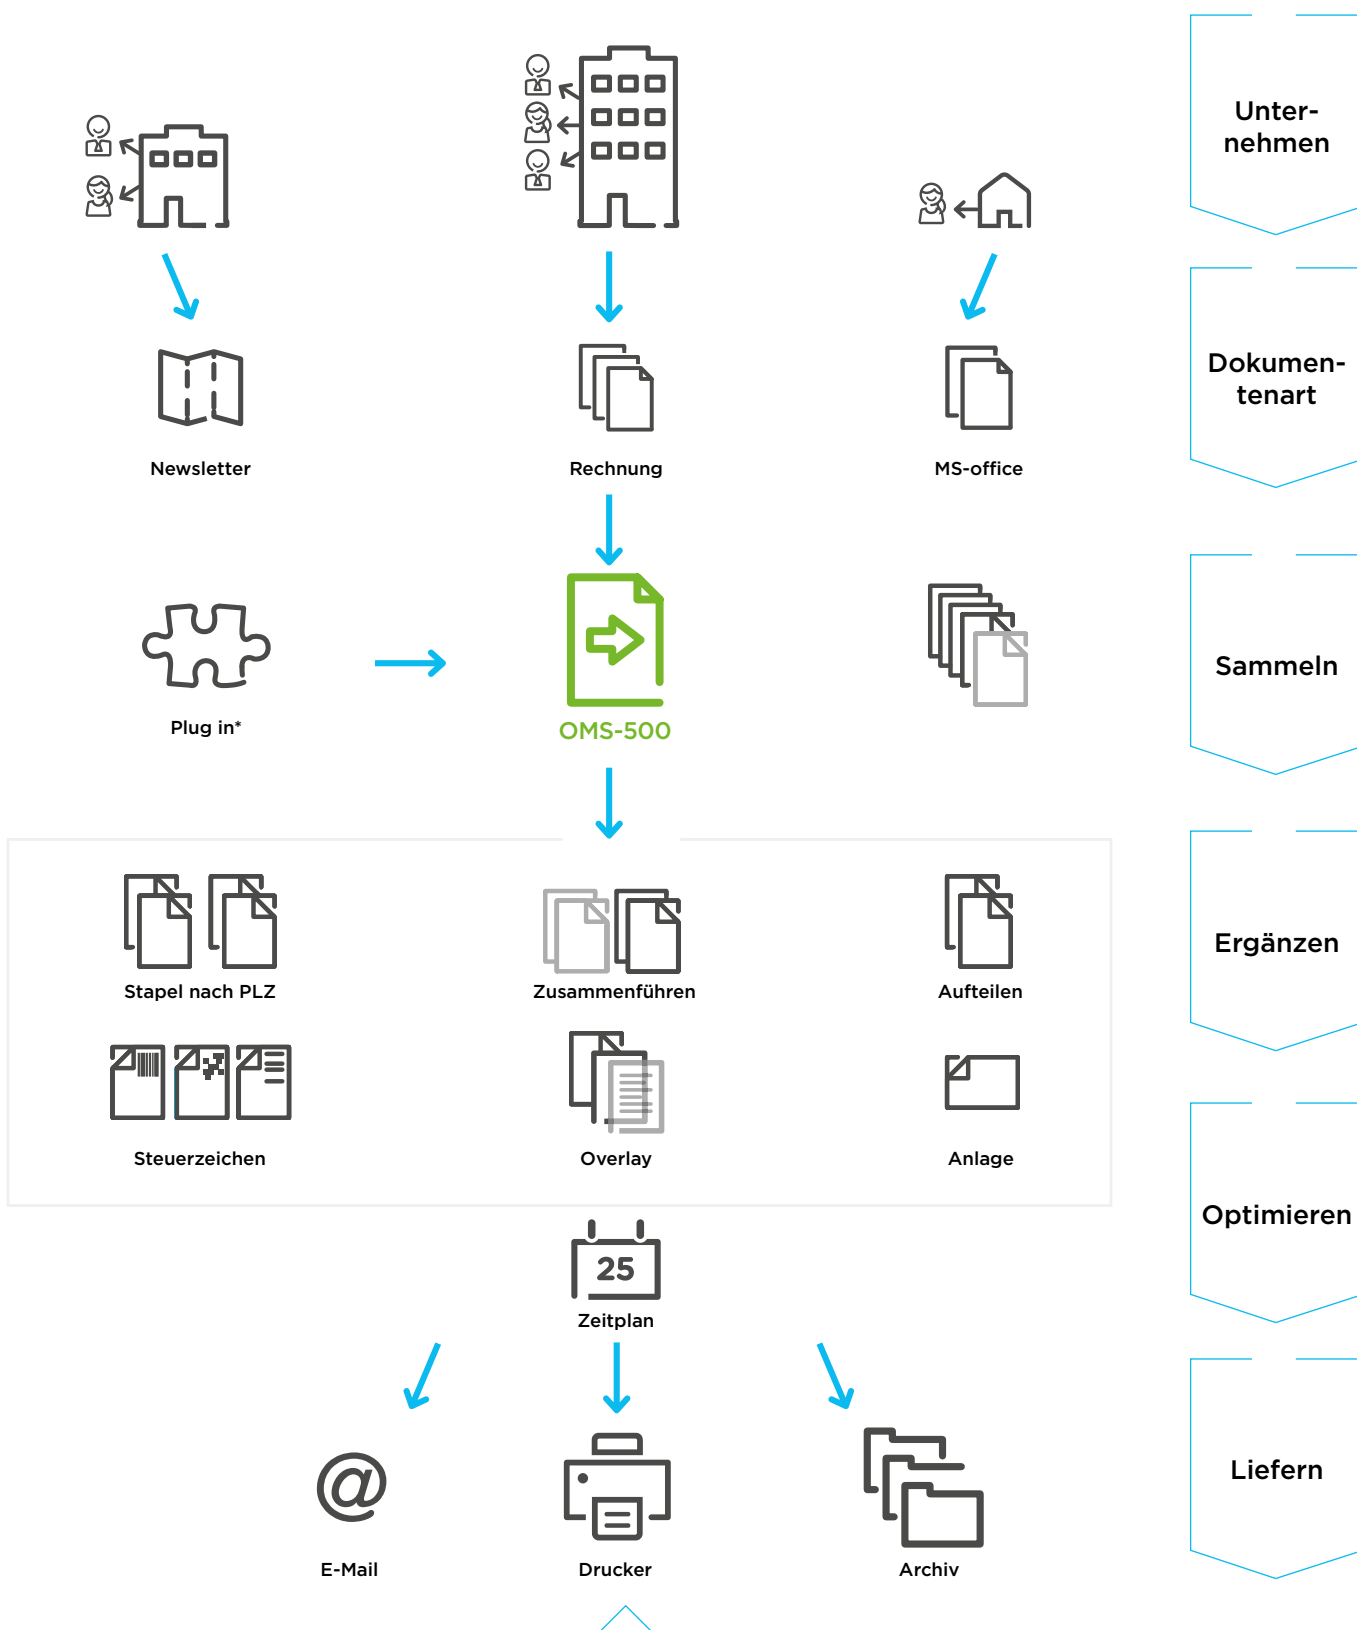 Unter-
nehmen
Dokumen-
tenart
Newsletter
Rechnung
MS-office
Sammeln
Plug in*
OMS-500
Ergänzen
Stapel nach PLZ
Zusammenführen
Aufteilen
Steuerzeichen
Overlay
Anlage
Optimieren
25
Zeitplan
Liefern
@
E-Mail
Drucker
Archiv